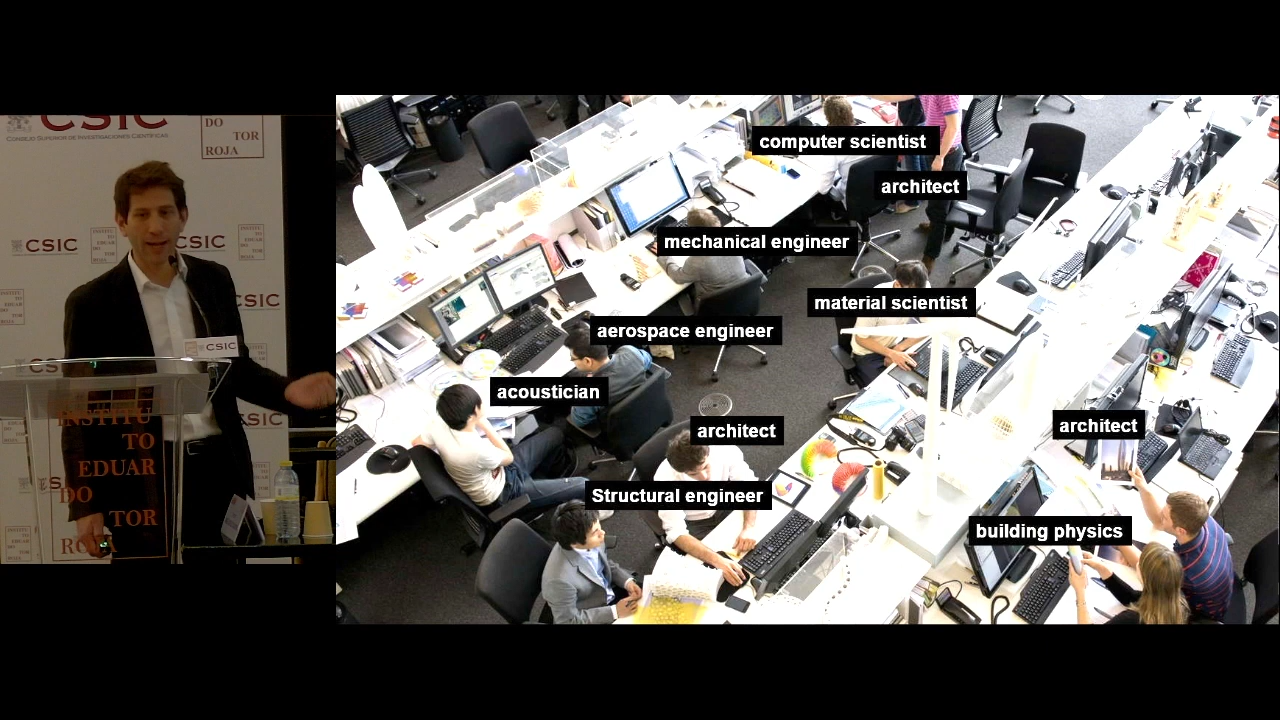 CSIC
CONSEJO SUPERIOR DE INVESTIGACIONES CIENTÍFICAS
DO
TOR
ROJA
CSIC
CSIC
CSIC
CSIC
CSIC
INSTITU
TO
EDUAR
DO
TOR
ROJA
computer scientist
architect
mechanical engineer
material scientist
aerospace engineer
acoustician
architect
architect
Structural engineer
building physics